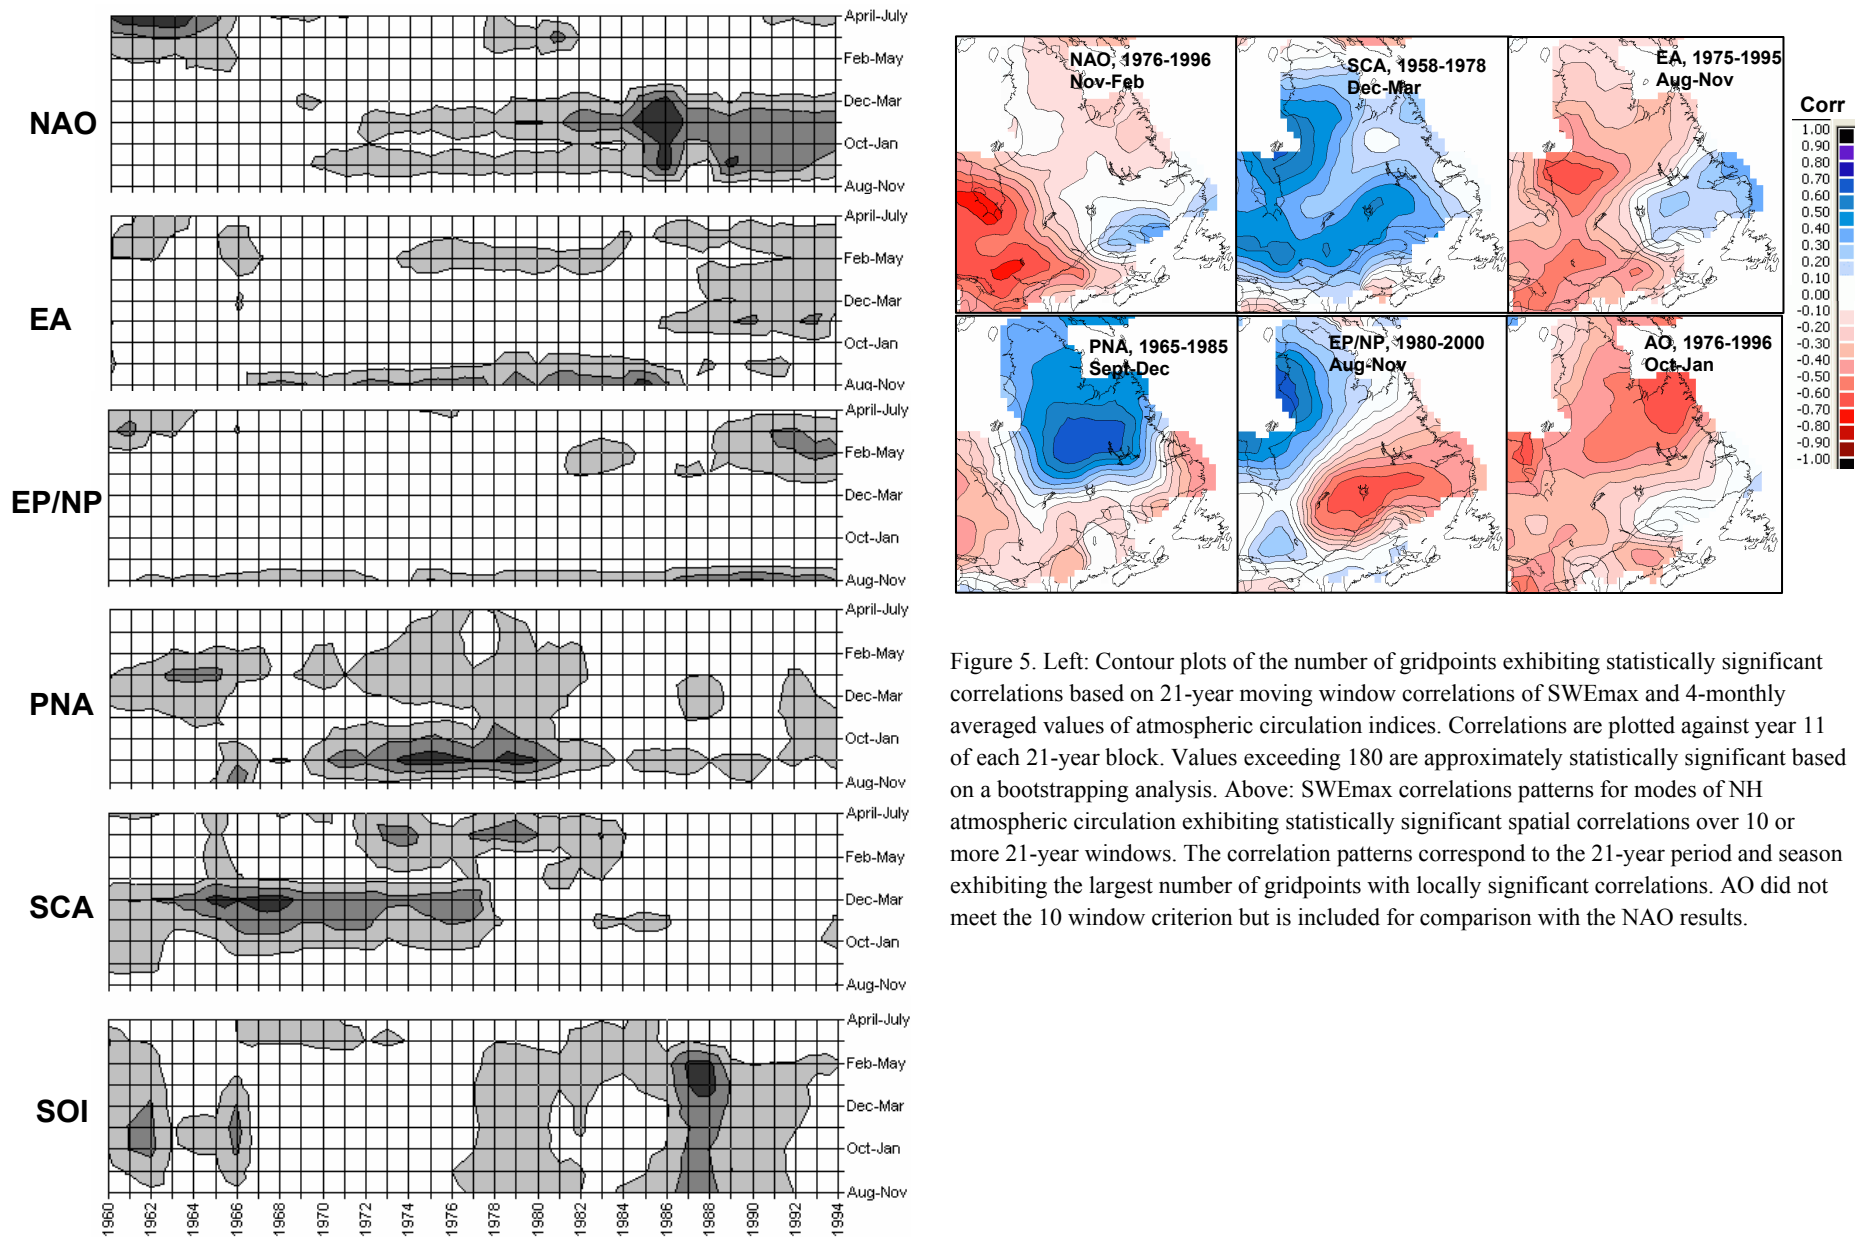 NAO
April-July
Feb-May
Dec-Mar
Oct-Jan
Aug-Nov
EA
April-July
Feb-May
Dec-Mar
Oct-Jan
Aug-Nov
EP/NP
April-July
Feb-May
Dec-Mar
Oct-Jan
Aug-Nov
PNA
April-July
Feb-May
Dec-Mar
Oct-Jan
Aug-Nov
SCA
April-July
Feb-May
Dec-Mar
Oct-Jan
Aug-Nov
SOI
April-July
Feb-May
Dec-Mar
Oct-Jan
Aug-Nov
1960
1962
1964
1966
1968
1970
1972
1974
1976
1978
1980
1982
1984
1986
1988
1990
1992
1994
NAO, 1976-1996
Nov-Feb
SCA, 1958-1978
Dec-Mar
EA, 1975-1995
Aug-Nov
PNA, 1965-1985
Sept-Dec
EP/NP, 1980-2000
Aug-Nov
AO, 1976-1996
Oct-Jan
Corr
1.00
0.90
0.80
0.70
0.60
0.50
0.40
0.30
0.20
0.10
0.00
-0.10
-0.20
-0.30
-0.40
-0.50
-0.60
-0.70
-0.80
-0.90
-1.00
Figure 5. Left: Contour plots of the number of gridpoints exhibiting statistically significant
correlations based on 21-year moving window correlations of SWEmax and 4-monthly
averaged values of atmospheric circulation indices. Correlations are plotted against year 11
of each 21-year block. Values exceeding 180 are approximately statistically significant based
on a bootstrapping analysis. Above: SWEmax correlations patterns for modes of NH
atmospheric circulation exhibiting statistically significant spatial correlations over 10 or
more 21-year windows. The correlation patterns correspond to the 21-year period and season
exhibiting the largest number of gridpoints with locally significant correlations. AO did not
meet the 10 window criterion but is included for comparison with the NAO results.